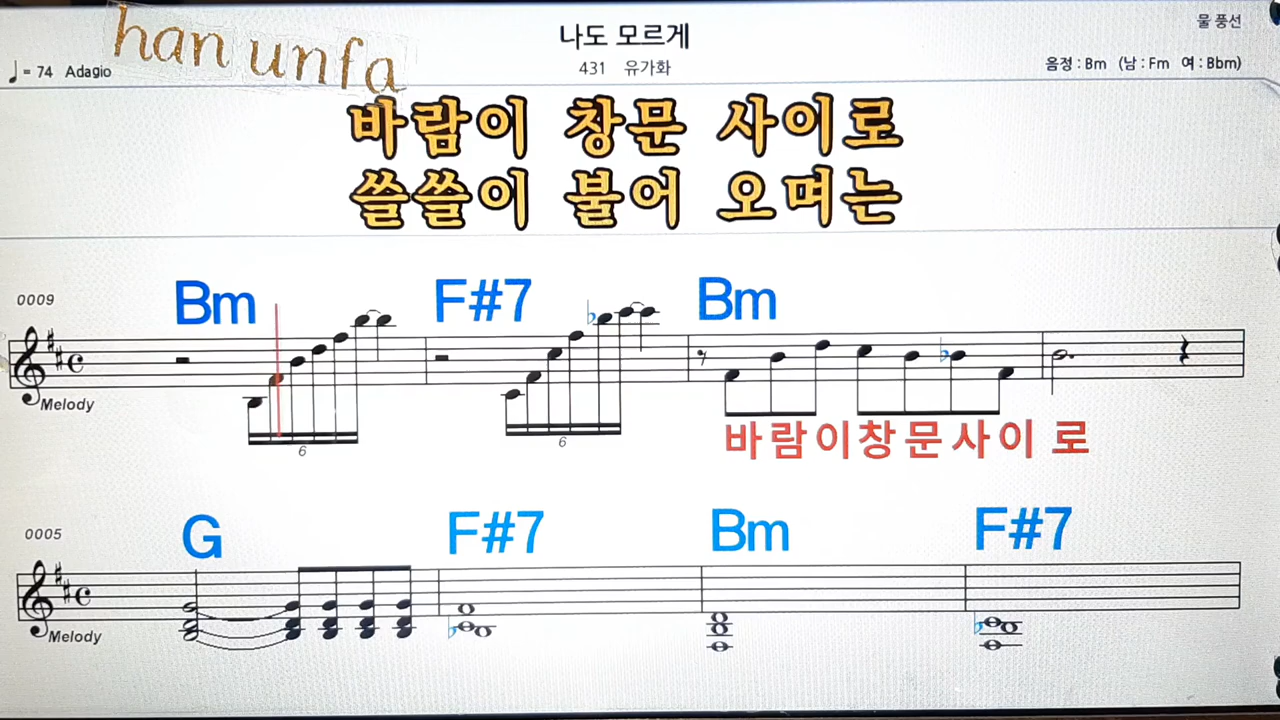 han unfa
나도 모르게
물 풍선
♩= 74 Adagio
431 유가화
음정 : Bm (남 : Fm 여 : Bbm)
바람이 창문 사이로
쓸쓸이 불어 오며는
0009
Bm F#7 Bm
Melody
6 6
바람이창문사이 로
0005
G F#7 Bm F#7
Melody